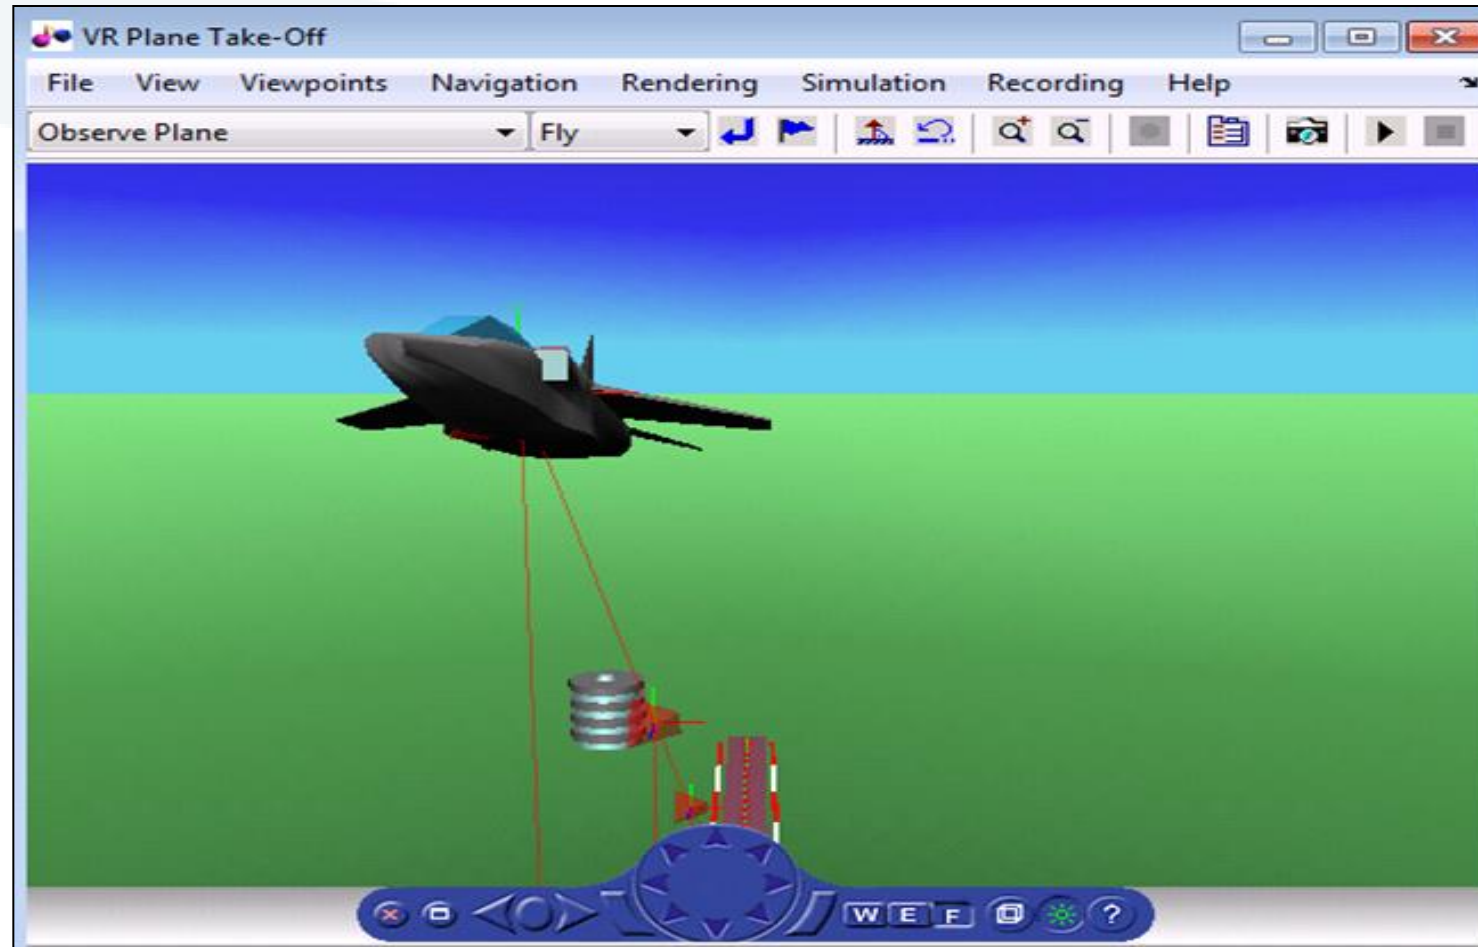 VR Plane Take-Off
File View Viewpoints Navigation Rendering Simulation Recording Help
Observe Plane Fly
W E F ?